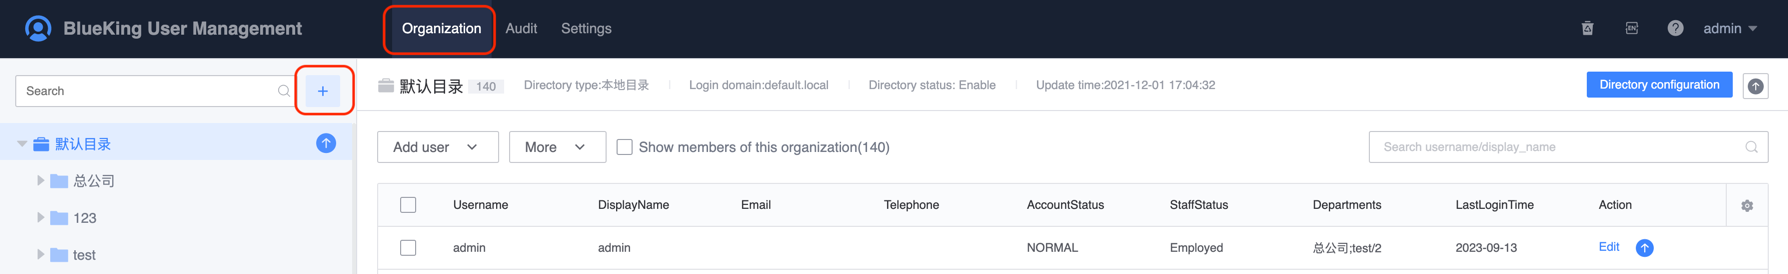 BlueKing User Management Organization Audit Settings admin
Search +
默认目录 140 Directory type:本地目录 Login domain:default.local Directory status: Enable Update time:2021-12-01 17:04:32 Directory configuration
默认目录
总公司
123
test
Add user More Show members of this organization(140) Search username/display_name
Username DisplayName Email Telephone AccountStatus StaffStatus Departments LastLoginTime Action
admin admin NORMAL Employed 总公司;test/2 2023-09-13 Edit